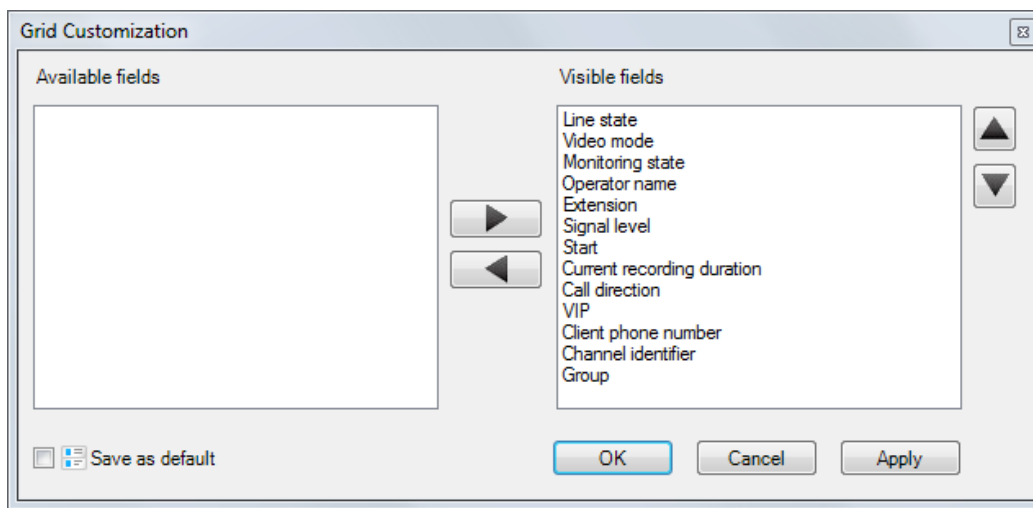 Grid Customization
Available fields
Visible fields
Line state
Video mode
Monitoring state
Operator name
Extension
Signal level
Start
Current recording duration
Call direction
VIP
Client phone number
Channel identifier
Group
Save as default
OK
Cancel
Apply